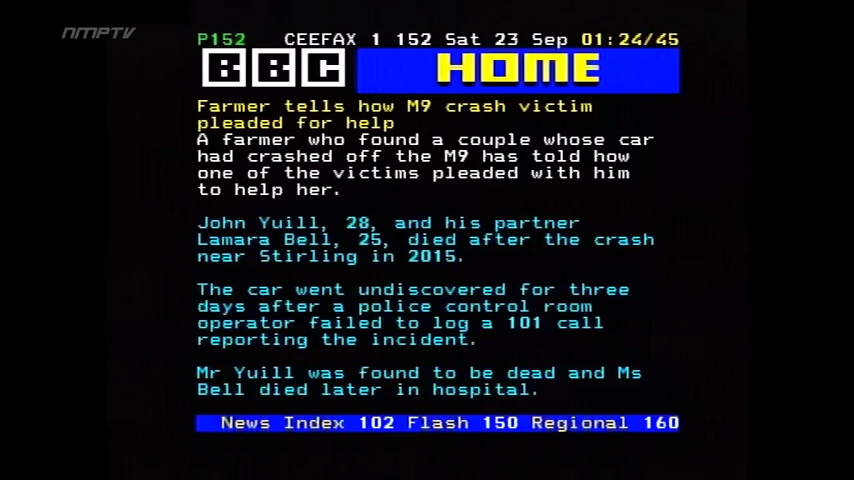 NMPTV
P152 CEEFAX 1 152 Sat 23 Sep 01:24/45
BBC HOME
Farmer tells how M9 crash victim
pleaded for help
A farmer who found a couple whose car
had crashed off the M9 has told how
one of the victims pleaded with him
to help her.
John Yuill, 28, and his partner
Lamara Bell, 25, died after the crash
near Stirling in 2015.
The car went undiscovered for three
days after a police control room
operator failed to log a 101 call
reporting the incident.
Mr Yuill was found to be dead and Ms
Bell died later in hospital.
News Index 102 Flash 150 Regional 160